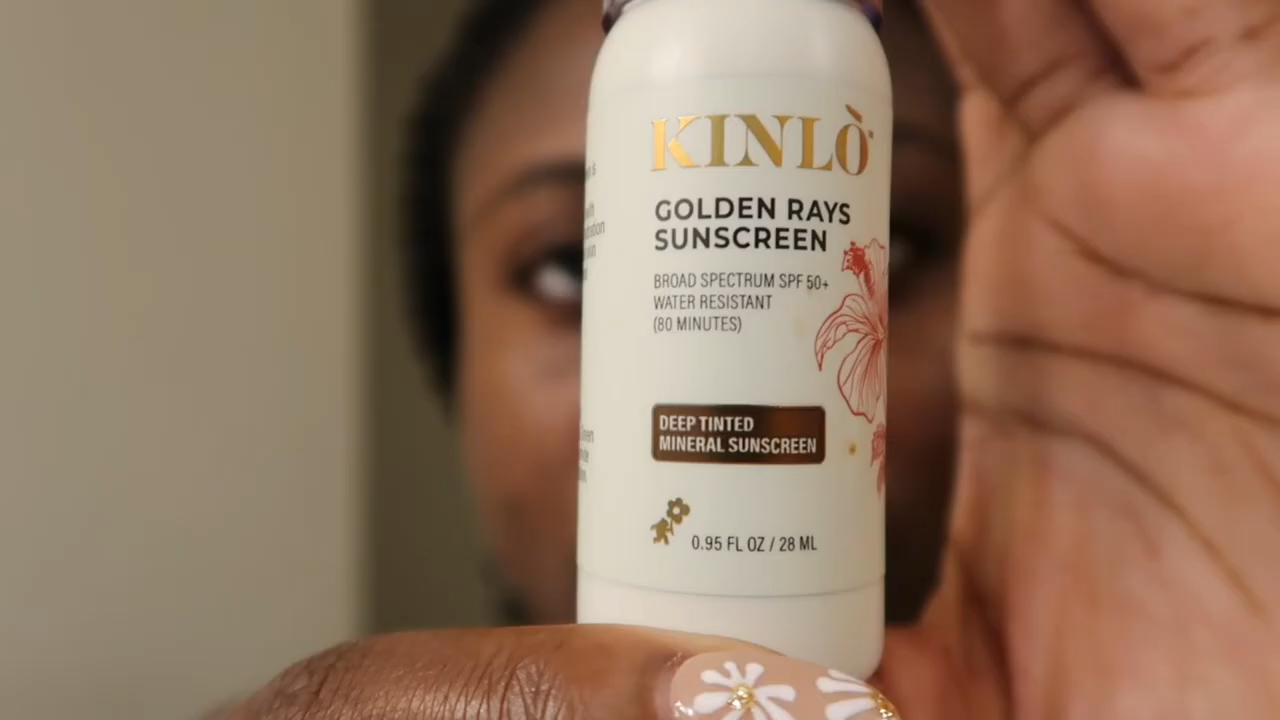 KINLÒ
GOLDEN RAYS
SUNSCREEN
BROAD SPECTRUM SPF 50+
WATER RESISTANT
(80 MINUTES)
DEEP TINTED
MINERAL SUNSCREEN
0.95 FL OZ / 28 ML